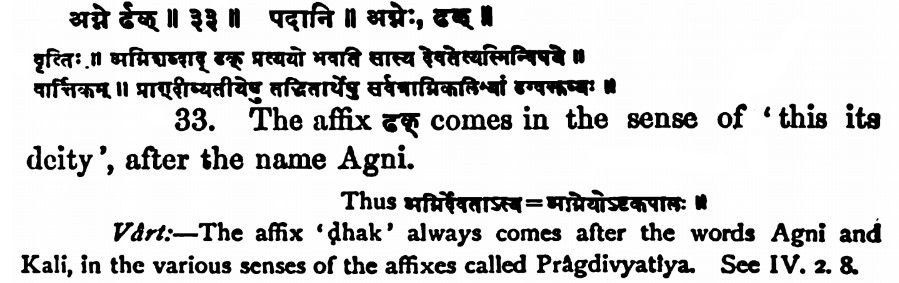 अग्ने र्ढक् ॥ ३३ ॥ पदानि ॥ अग्नेः, ढक् ॥
वृत्तिः ॥ अग्निशब्दाद् ढक् प्रत्ययो भवति सास्य देवतेत्यस्मिन्विषये ॥
वार्त्तिकम् ॥ प्राग्दीव्यतीयेषु तद्धितार्थेषु सर्वत्राग्निकलिभ्यां ढग्वक्तव्यः ॥
33. The affix ढक् comes in the sense of ‘this its
dcity’, after the name Agni.
Thus अग्निर्देवताऽस्य = आग्नेयोऽष्टकपालः ॥
Vârt:—The affix ‘ḍhak’ always comes after the words Agni and
Kali, in the various senses of the affixes called Prâgdivyatîya. See IV. 2. 8.